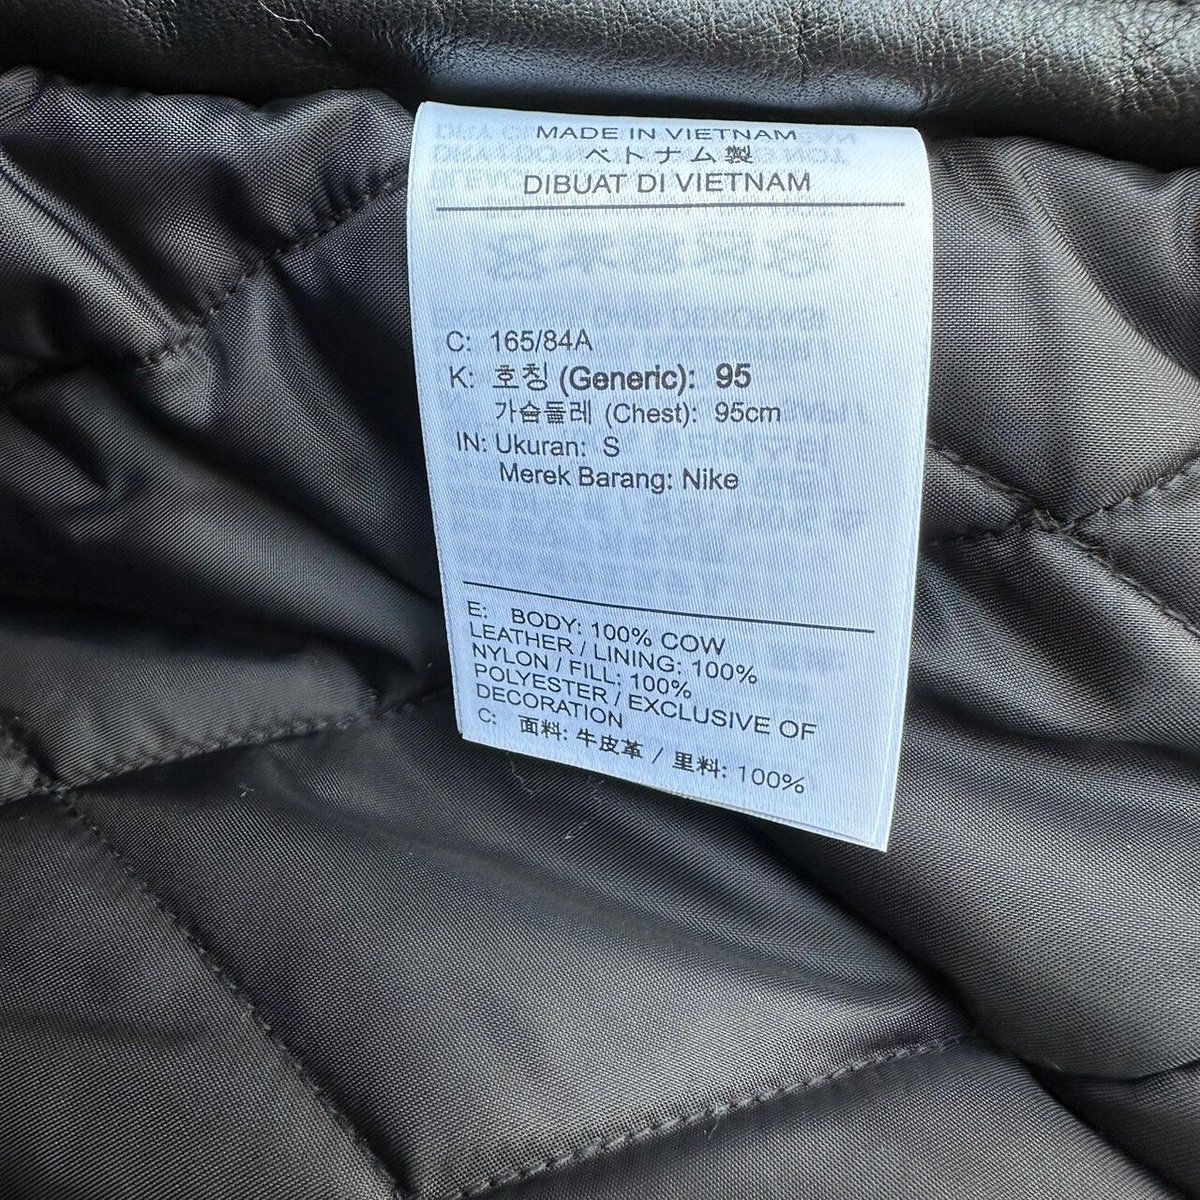 MADE IN VIETNAM
ベトナム製
DIBUAT DI VIETNAM
C: 165/84A
K: 호칭 (Generic): 95
가슴둘레 (Chest): 95cm
IN: Ukuran: S
Merek Barang: Nike
E: BODY: 100% COW
LEATHER / LINING: 100%
NYLON / FILL: 100%
POLYESTER / EXCLUSIVE OF
DECORATION
C: 面料: 牛皮革 / 里料: 100%